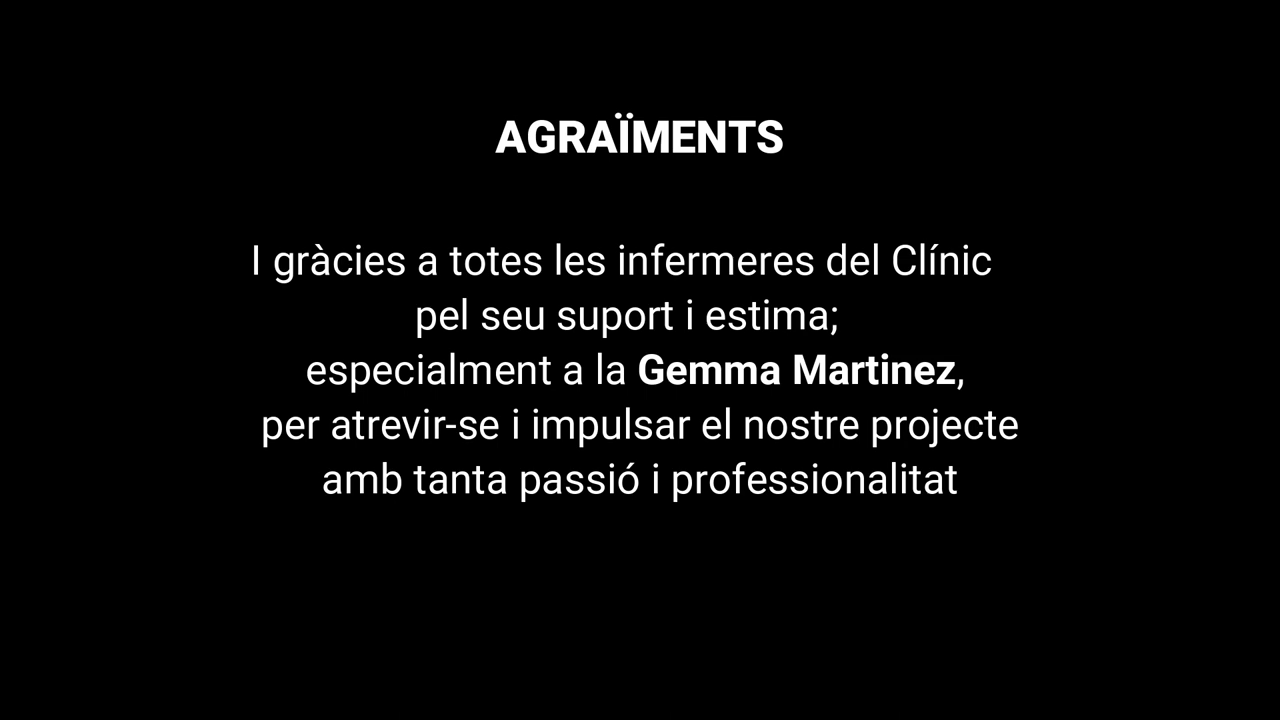 AGRAÏMENTS
I gràcies a totes les infermeres del Clínic
pel seu suport i estima;
especialment a la Gemma Martinez,
per atrevir-se i impulsar el nostre projecte
amb tanta passió i professionalitat